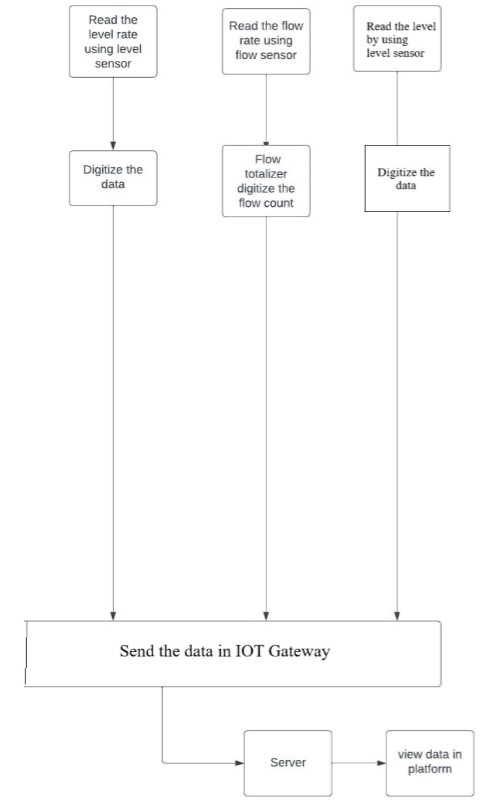 Read the
level rate
using level
sensor
Read the flow
rate using
flow sensor
Read the level
by using
level sensor
Digitize the
data
Flow
totalizer
digitize the
flow count
Digitize the
data
Send the data in IOT Gateway
Server
view data in
platform